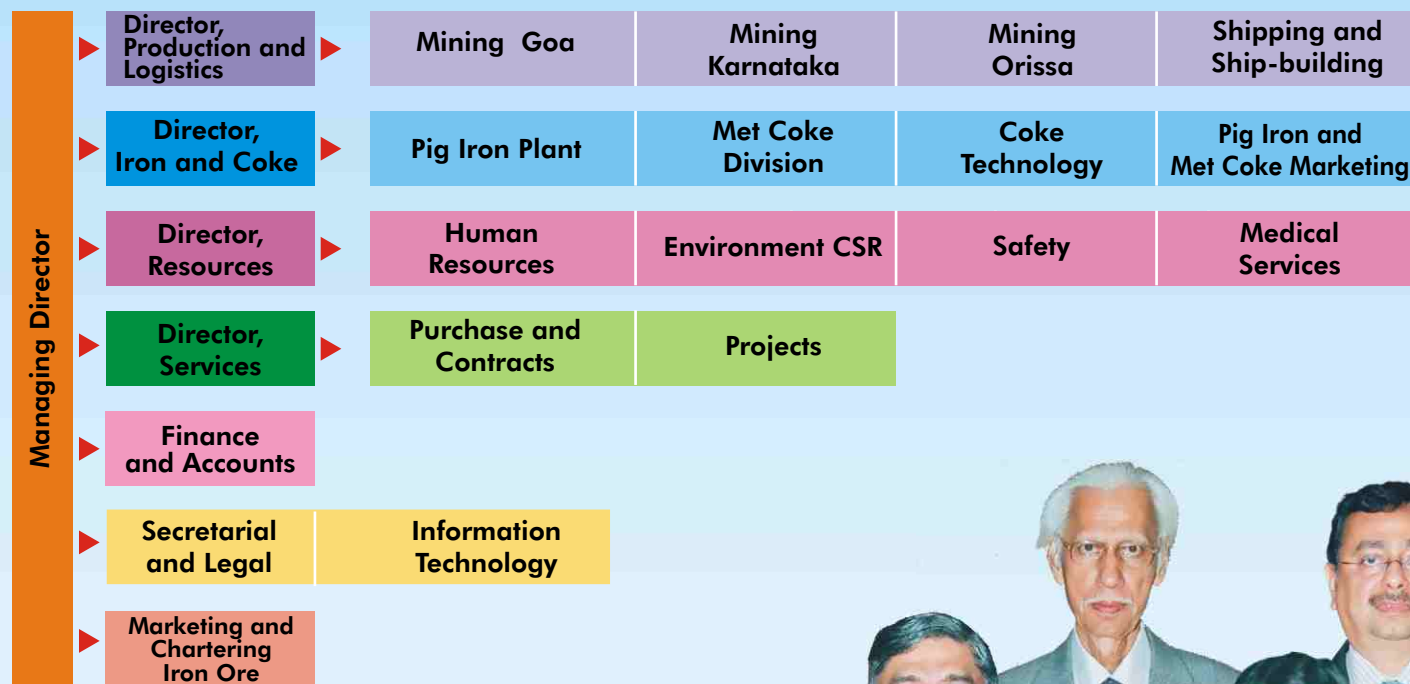 Managing Director
Director,
Production and
Logistics
Mining Goa
Mining
Karnataka
Mining
Orissa
Shipping and
Ship-building
Director,
Iron and Coke
Pig Iron Plant
Met Coke
Division
Coke
Technology
Pig Iron and
Met Coke Marketing
Director,
Resources
Human
Resources
Environment CSR
Safety
Medical
Services
Director,
Services
Purchase and
Contracts
Projects
Finance
and Accounts
Secretarial
and Legal
Information
Technology
Marketing and
Chartering
Iron Ore